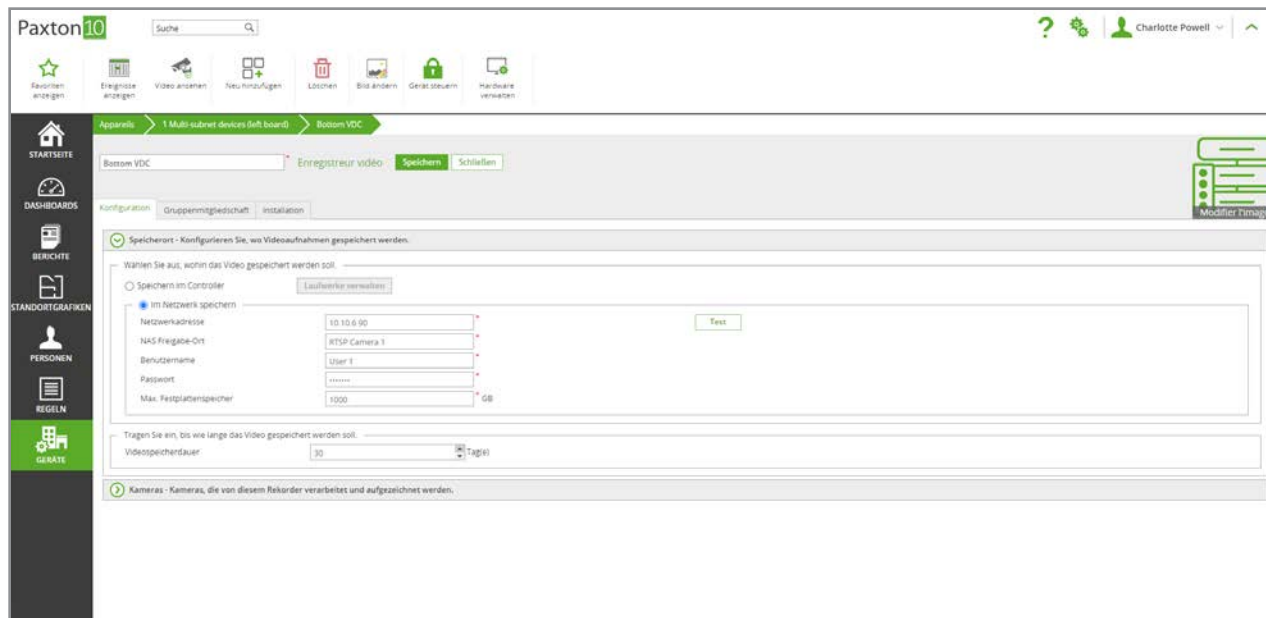 Paxton10
Suche
Charlotte Powell
Favoriten anzeigen
Ereignisse anzeigen
Video ansehen
Neu hinzufügen
Löschen
Bild ändern
Gerät steuern
Hardware verwalten
Appareils
1 Multi-subnet devices (left board)
Bottom VDC
STARTSEITE
DASHBOARDS
BERICHTE
STANDORTGRAFIKEN
PERSONEN
REGELN
GERÄTE
Bottom VDC * Enregistreur vidéo Speichern Schließen
Modifier l'image
Konfiguration Gruppenmitgliedschaft Installation
Speicherort - Konfigurieren Sie, wo Videoaufnahmen gespeichert werden.
Wählen Sie aus, wohin das Video gespeichert werden soll.
Speichern im Controller Laufwerke verwalten
Im Netzwerk speichern
Netzwerkadresse 10.10.6.90 * Test
NAS Freigabe-Ort RTSP Camera 1 *
Benutzername User 1 *
Passwort ******* *
Max. Festplattenspeicher 1000 * GB
Tragen Sie ein, bis wie lange das Video gespeichert werden soll.
Videospeicherdauer 30 Tag(e)
Kameras - Kameras, die von diesem Rekorder verarbeitet und aufgezeichnet werden.